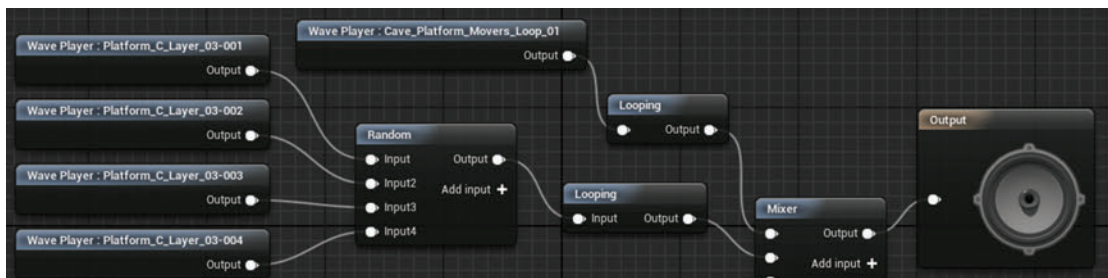 Wave Player : Platform_C_Layer_03-001
Output
Wave Player : Platform_C_Layer_03-002
Output
Wave Player : Platform_C_Layer_03-003
Output
Wave Player : Platform_C_Layer_03-004
Output
Wave Player : Cave_Platform_Movers_Loop_01
Output
Random
Input Output
Input2 Add input +
Input3
Input4
Looping
Output
Looping
Input Output
Mixer
Output
Add input +
Output